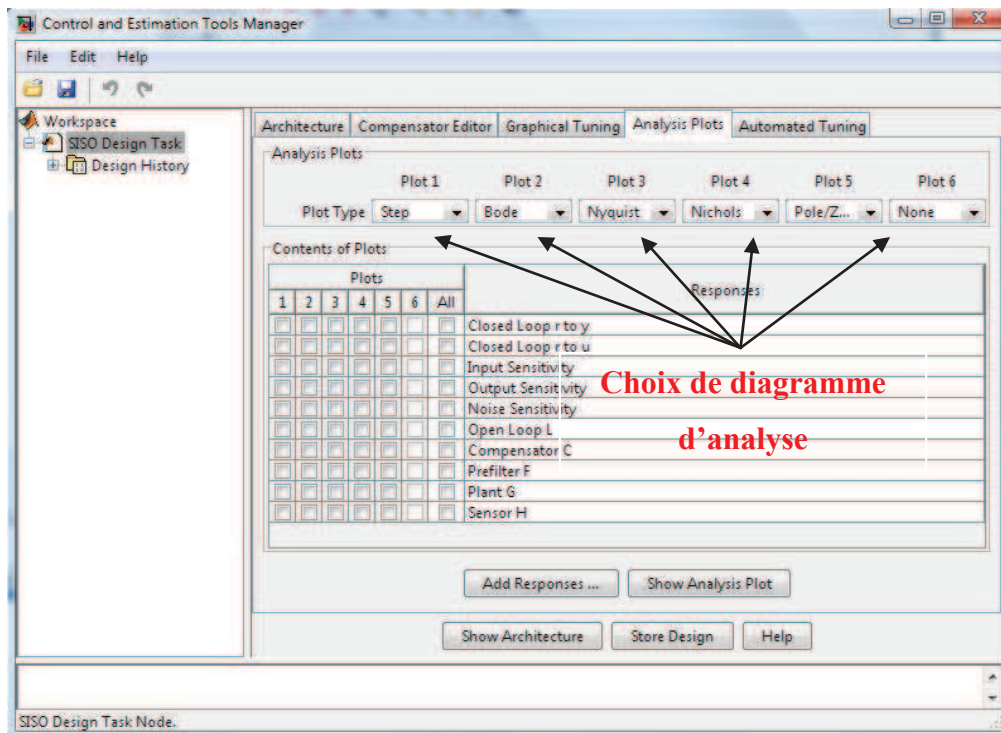 Control and Estimation Tools Manager
File Edit Help
Workspace
SISO Design Task
Design History
Architecture Compensator Editor Graphical Tuning Analysis Plots Automated Tuning
Analysis Plots
Plot 1 Plot 2 Plot 3 Plot 4 Plot 5 Plot 6
Plot Type Step Bode Nyquist Nichols Pole/Z... None
Contents of Plots
Plots
Responses
1 2 3 4 5 6 All
Closed Loop r to y
Closed Loop r to u
Input Sensitivity
Output Sensitivity
Noise Sensitivity
Open Loop L
Compensator C
Prefilter F
Plant G
Sensor H
Choix de diagramme
d'analyse
Add Responses ... Show Analysis Plot
Show Architecture Store Design Help
SISO Design Task Node.